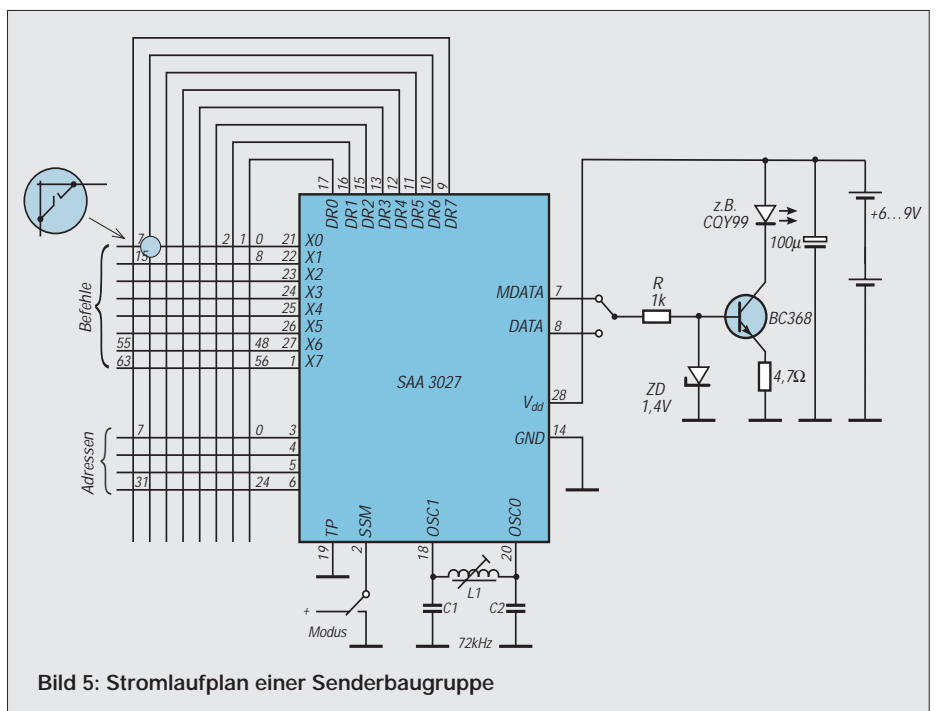 17 16 15 13 12 11 10 9
DR0 DR1 DR2 DR3 DR4 DR5 DR6 DR7
7 2 1 0 21 X0
15 8 22 X1
23 X2
24 X3
25 X4
26 X5
55 48 27 X6
63 56 1 X7
Befehle
SAA 3027
7 0 3
4
5
31 24 6
Adressen
MDATA 7
DATA 8
Vdd 28
GND 14
R
1k
ZD
1,4V
z.B.
CQY99
100µ
+6...9V
BC368
4,7Ω
TP SSM OSC1 OSC0
19 2 18 20
L1
C1 C2
+
Modus
72kHz
Bild 5: Stromlaufplan einer Senderbaugruppe